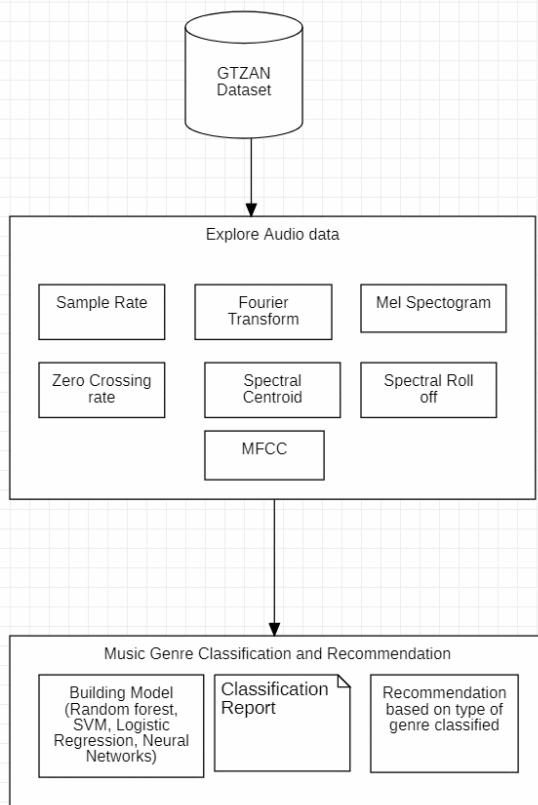 GTZAN
Dataset
Explore Audio data
Sample Rate
Fourier
Transform
Mel Spectogram
Zero Crossing
rate
Spectral
Centroid
Spectral Roll
off
MFCC
Music Genre Classification and Recommendation
Building Model
(Random forest,
SVM, Logistic
Regression, Neural
Networks)
Classification
Report
Recommendation
based on type of
genre classified